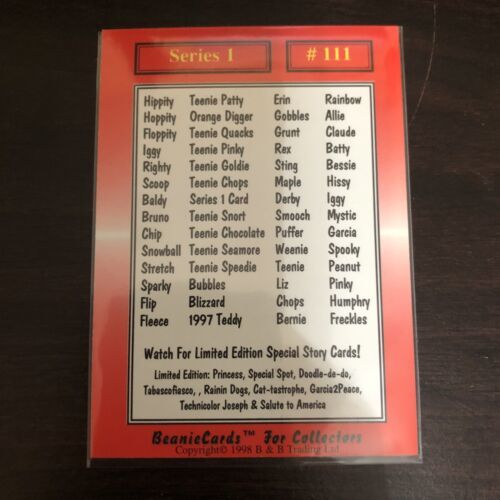 Series 1 # 111
Hippity Teenie Patty Erin Rainbow
Hoppity Orange Digger Gobbles Allie
Floppity Teenie Quacks Grunt Claude
Iggy Teenie Pinky Rex Batty
Righty Teenie Goldie Sting Bessie
Scoop Teenie Chops Maple Hissy
Baldy Series 1 Card Derby Iggy
Bruno Teenie Snort Smooch Mystic
Chip Teenie Chocolate Puffer Garcia
Snowball Teenie Seamore Weenie Spooky
Stretch Teenie Speedie Teenie Peanut
Sparky Bubbles Liz Pinky
Flip Blizzard Chops Humphry
Fleece 1997 Teddy Bernie Freckles
Watch For Limited Edition Special Story Cards!
Limited Edition: Princess, Special Spot, Doodle-de-do,
Tabascofiasco, , Rainin Dogs, Cat-tastrophe, Garcia2Peace,
Technicolor Joseph & Salute to America
BeanieCards™ For Collectors
Copyright© 1998 B & B Trading Ltd